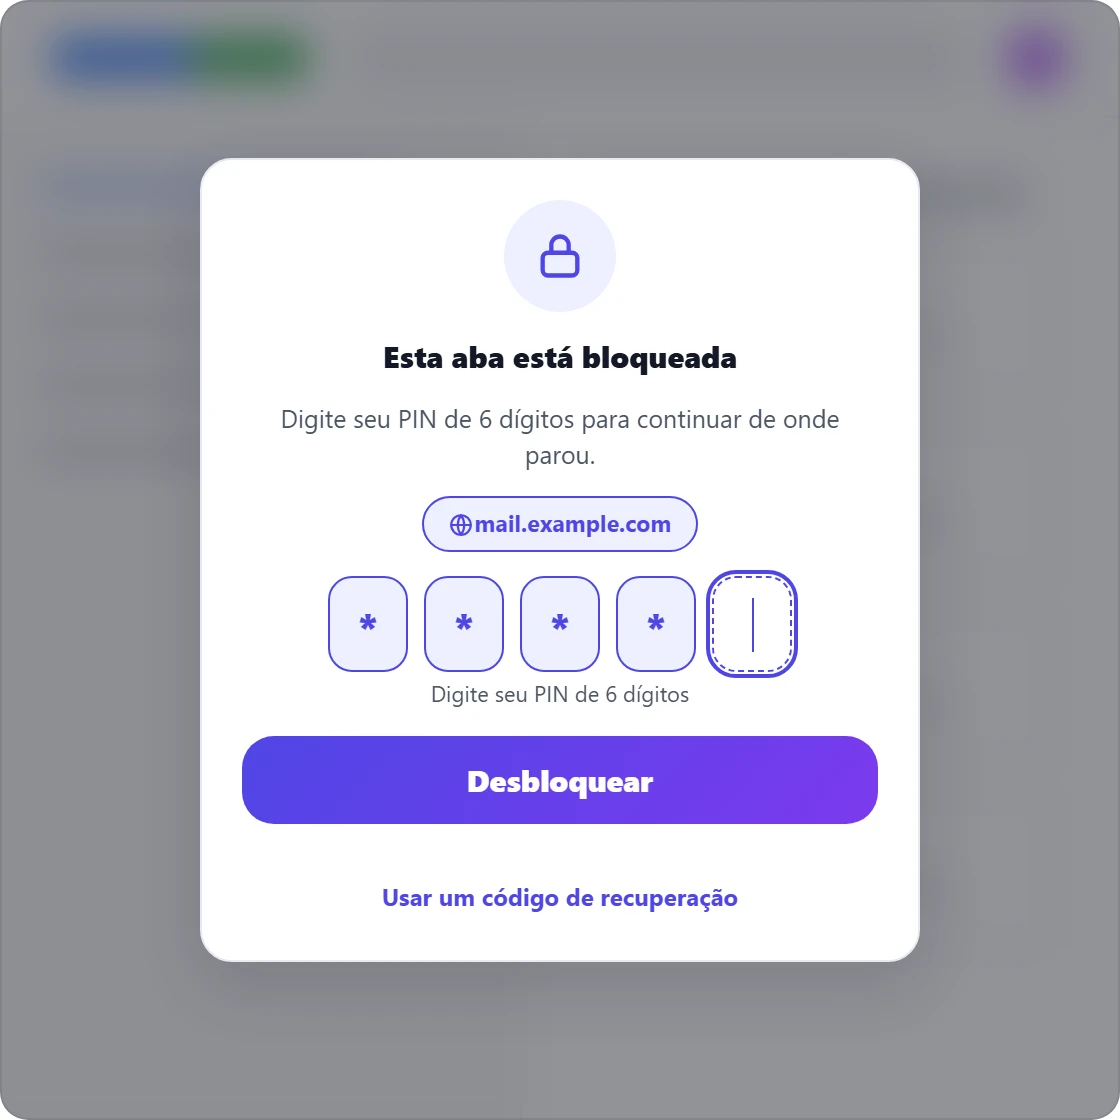 Esta aba está bloqueada
Digite seu PIN de 6 dígitos para continuar de onde
parou.
mail.example.com
* * * *
Digite seu PIN de 6 dígitos
Desbloquear
Usar um código de recuperação